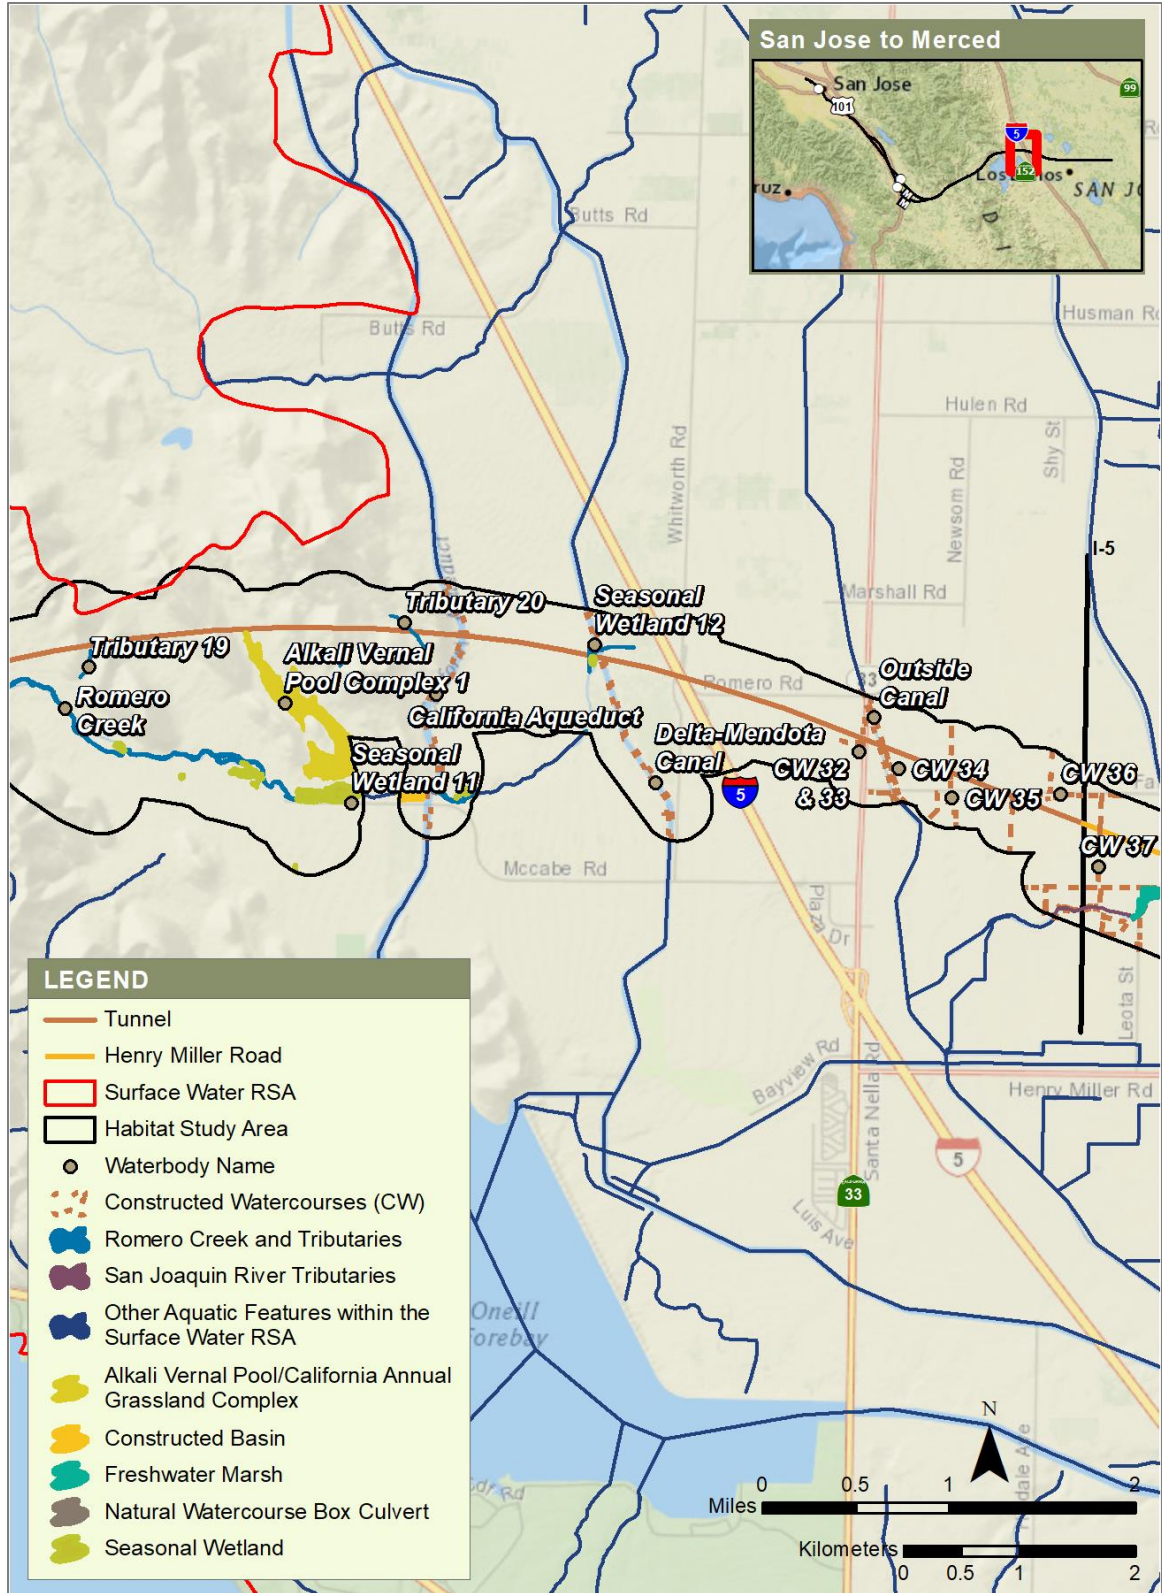 San Jose to Merced
San Jose
101
99
5
152
Los
nos
SAN J
ruz
M
M
D I
Butts Rd
Butts Rd
Husman Rd
Hulen Rd
Shy St
Whitworth Rd
Newsom Rd
I-5
Marshall Rd
Tributary 20
Seasonal
Wetland 12
Tributary 19
Alkali Vernal
Pool Complex 1
Romero Rd
33
Outside
Canal
Romero
Creek
California Aqueduct
Delta-Mendota
Canal
Seasonal
Wetland 11
5
CW 32
& 33
CW 34
CW 35
CW 36
Fa
CW 37
Mccabe Rd
Plaza Dr
Leota St
Bayview Rd
Santa Nella Rd
Henry Miller Rd
5
33
Luis Ave
Oneill
Forebay
dale Ave
LEGEND
Tunnel
Henry Miller Road
Surface Water RSA
Habitat Study Area
Waterbody Name
Constructed Watercourses (CW)
Romero Creek and Tributaries
San Joaquin River Tributaries
Other Aquatic Features within the
Surface Water RSA
Alkali Vernal Pool/California Annual
Grassland Complex
Constructed Basin
Freshwater Marsh
Natural Watercourse Box Culvert
Seasonal Wetland
N
0 0.5 1 2
Miles
Kilometers
0 0.5 1 2